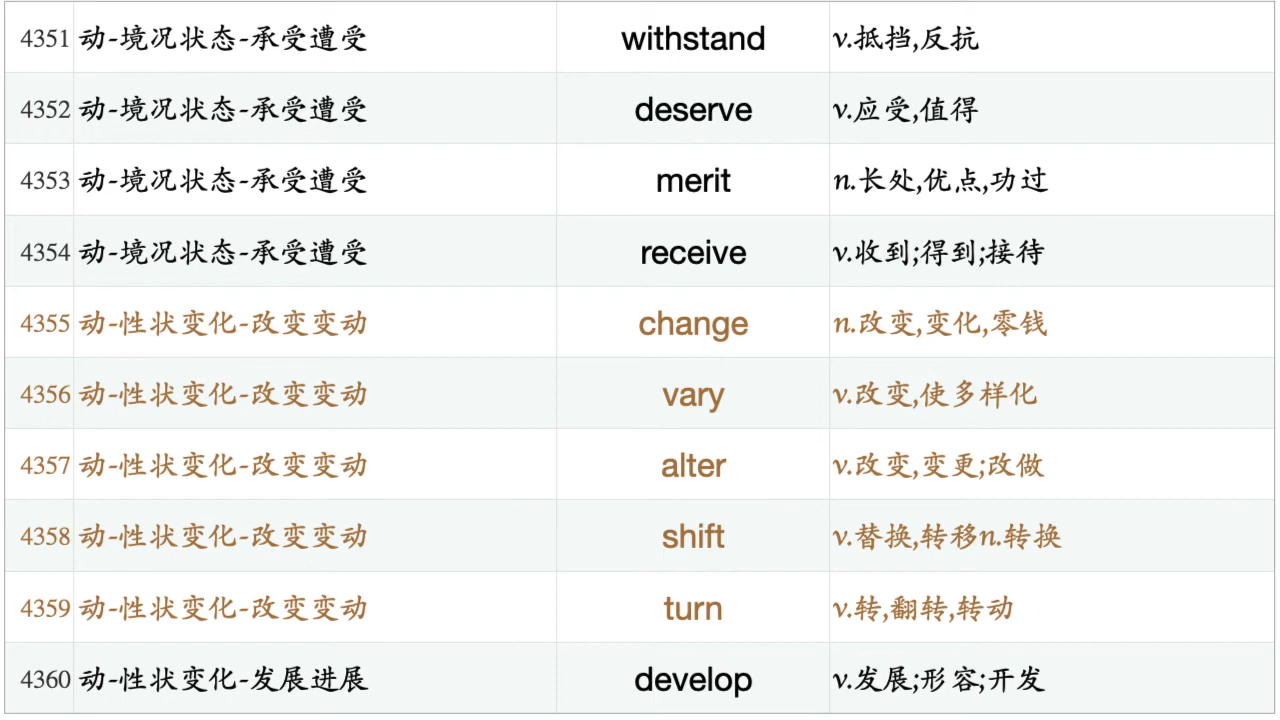 4351 动-境况状态-承受遭受 withstand v.抵挡,反抗
4352 动-境况状态-承受遭受 deserve v.应受,值得
4353 动-境况状态-承受遭受 merit n.长处,优点,功过
4354 动-境况状态-承受遭受 receive v.收到;得到;接待
4355 动-性状变化-改变变动 change n.改变,变化,零钱
4356 动-性状变化-改变变动 vary v.改变,使多样化
4357 动-性状变化-改变变动 alter v.改变,变更;改做
4358 动-性状变化-改变变动 shift v.替换,转移n.转换
4359 动-性状变化-改变变动 turn v.转,翻转,转动
4360 动-性状变化-发展进展 develop v.发展;形容;开发